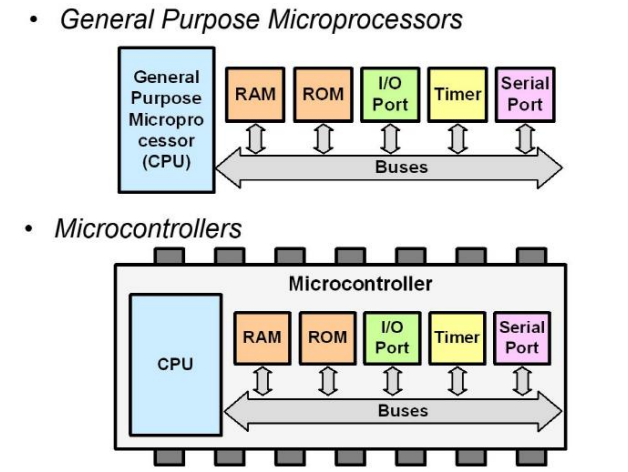 • General Purpose Microprocessors
General
Purpose
Micropro
cessor
(CPU)
RAM
ROM
I/O
Port
Timer
Serial
Port
Buses
• Microcontrollers
Microcontroller
CPU
RAM
ROM
I/O
Port
Timer
Serial
Port
Buses